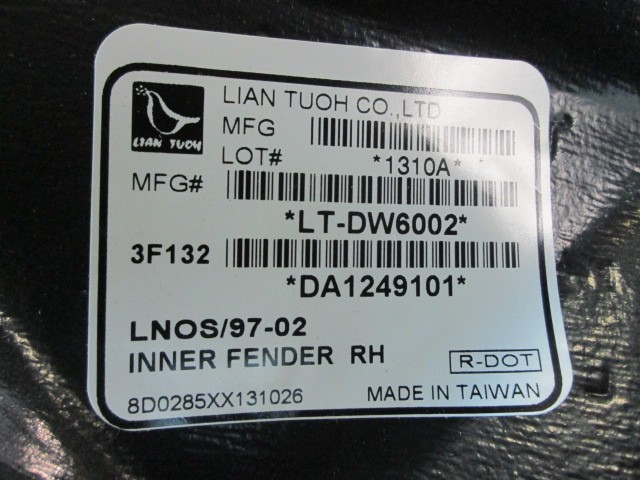 LIAN TUOH
LIAN TUOH CO.,LTD
MFG
LOT# *1310A*
MFG#
*LT-DW6002*
3F132
*DA1249101*
LNOS/97-02
INNER FENDER RH
R-DOT
8D0285XX131026 MADE IN TAIWAN